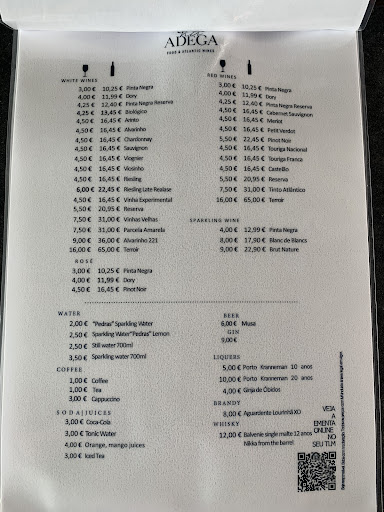 ADEGA
FOOD & ATLANTIC WINES
WHITE WINES
3,00 € 10,25 € Pinta Negra
4,00 € 11,99 € Dory
4,25 € 12,40 € Pinta Negra Reserva
4,25 € 13,45 € Biológico
4,50 € 16,45 € Arinto
4,50 € 16,45 € Alvarinho
4,50 € 16,45 € Chardonnay
4,50 € 16,45 € Sauvignon
4,50 € 16,45 € Viognier
4,50 € 16,45 € Viosinho
4,50 € 16,45 € Riesling
6,00 € 22,45 € Riesling Late Realase
4,50 € 16,45 € Vinha Experimental
5,50 € 20,95 € Reserva
7,50 € 31,00 € Vinhas Velhas
7,50 € 31,00 € Parcela Amarela
9,00 € 36,00 € Alvarinho 221
16,00 € 65,00 € Terroir
ROSÉ
3,00 € 10,25 € Pinta Negra
4,00 € 11,99 € Dory
4,50 € 16,45 € Pinot Noir
RED WINES
3,00 € 10,25 € Pinta Negra
4,00 € 11,99 € Dory
4,25 € 12,40 € Pinta Negra Reserva
4,50 € 16,45 € Cabernet Sauvignon
4,50 € 16,45 € Merlot
4,50 € 16,45 € Petit Verdot
5,50 € 22,45 € Pinot Noir
4,50 € 16,45 € Touriga Nacional
4,50 € 16,45 € Touriga Franca
4,50 € 16,45 € Castelão
5,50 € 20,95 € Reserva
7,50 € 31,00 € Tinto Atlântico
16,00 € 65,00 € Terroir
SPARKLING WINE
4,00 € 12,99 € Pinta Negra
8,00 € 17,90 € Blanc de Blancs
9,00 € 22,90 € Brut Nature
WATER
2,00 € "Pedras" Sparkling Water
2,50 € Sparkling Water "Pedras" Lemon
2,50 € Still water 700ml
3,50 € Sparkling water 700ml
COFFEE
1,00 € Coffee
1,00 € Tea
3,00 € Cappuccino
SODA|JUICES
3,00 € Coca-Cola
3,00 € Tonic Water
4,00 € Orange, mango juices
3,00 € Iced Tea
BEER
6,00 € Musa
GIN
9,00 €
LIQUERS
5,00 € Porto Kranneman 10 anos
10,00 € Porto Kranneman 20 anos
4,00 € Ginja de Óbidos
BRANDY
8,00 € Aguardente Lourinhã XO
WHISKY
12,00 € Balvenie single malte 12 anos
Nikka from the barrel
VEJA
A
EMENTA
ONLINE
NO
SEU TLM